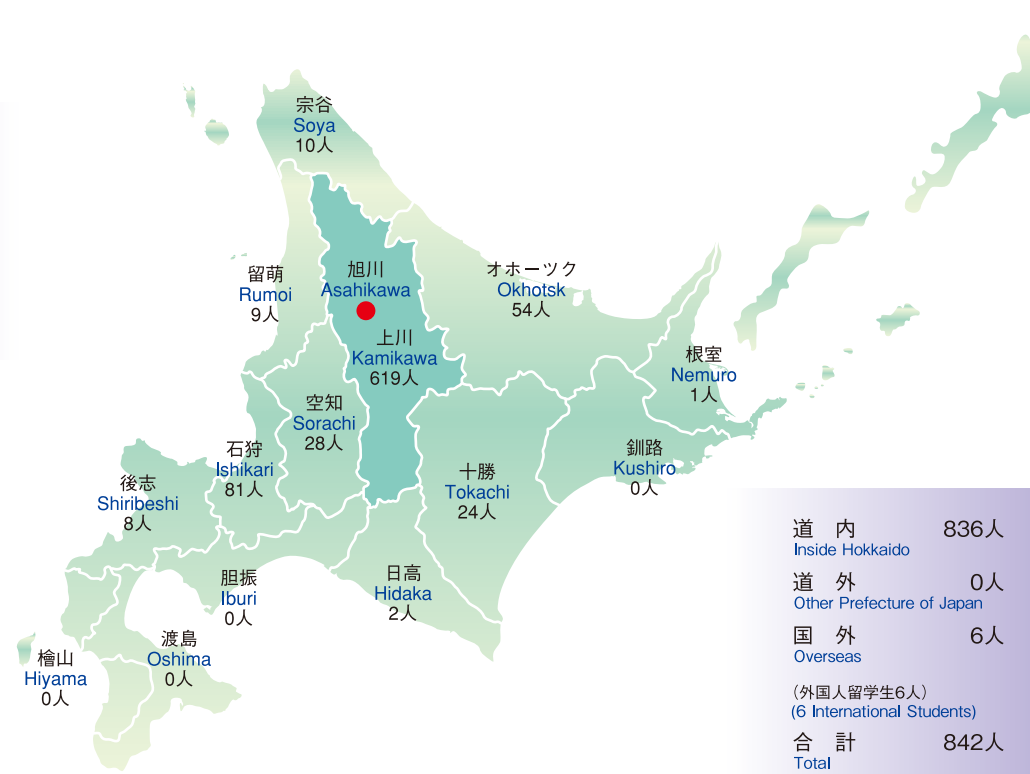 宗谷
Soya
10人
留萌
Rumoi
9人
旭川
Asahikawa
上川
Kamikawa
619人
オホーツク
Okhotsk
54人
根室
Nemuro
1人
空知
Sorachi
28人
石狩
Ishikari
81人
後志
Shiribeshi
8人
十勝
Tokachi
24人
釧路
Kushiro
0人
胆振
Iburi
0人
日高
Hidaka
2人
渡島
Oshima
0人
檜山
Hiyama
0人
道 内 836人
Inside Hokkaido
道 外 0人
Other Prefecture of Japan
国 外 6人
Overseas
(外国人留学生6人)
(6 International Students)
合 計 842人
Total